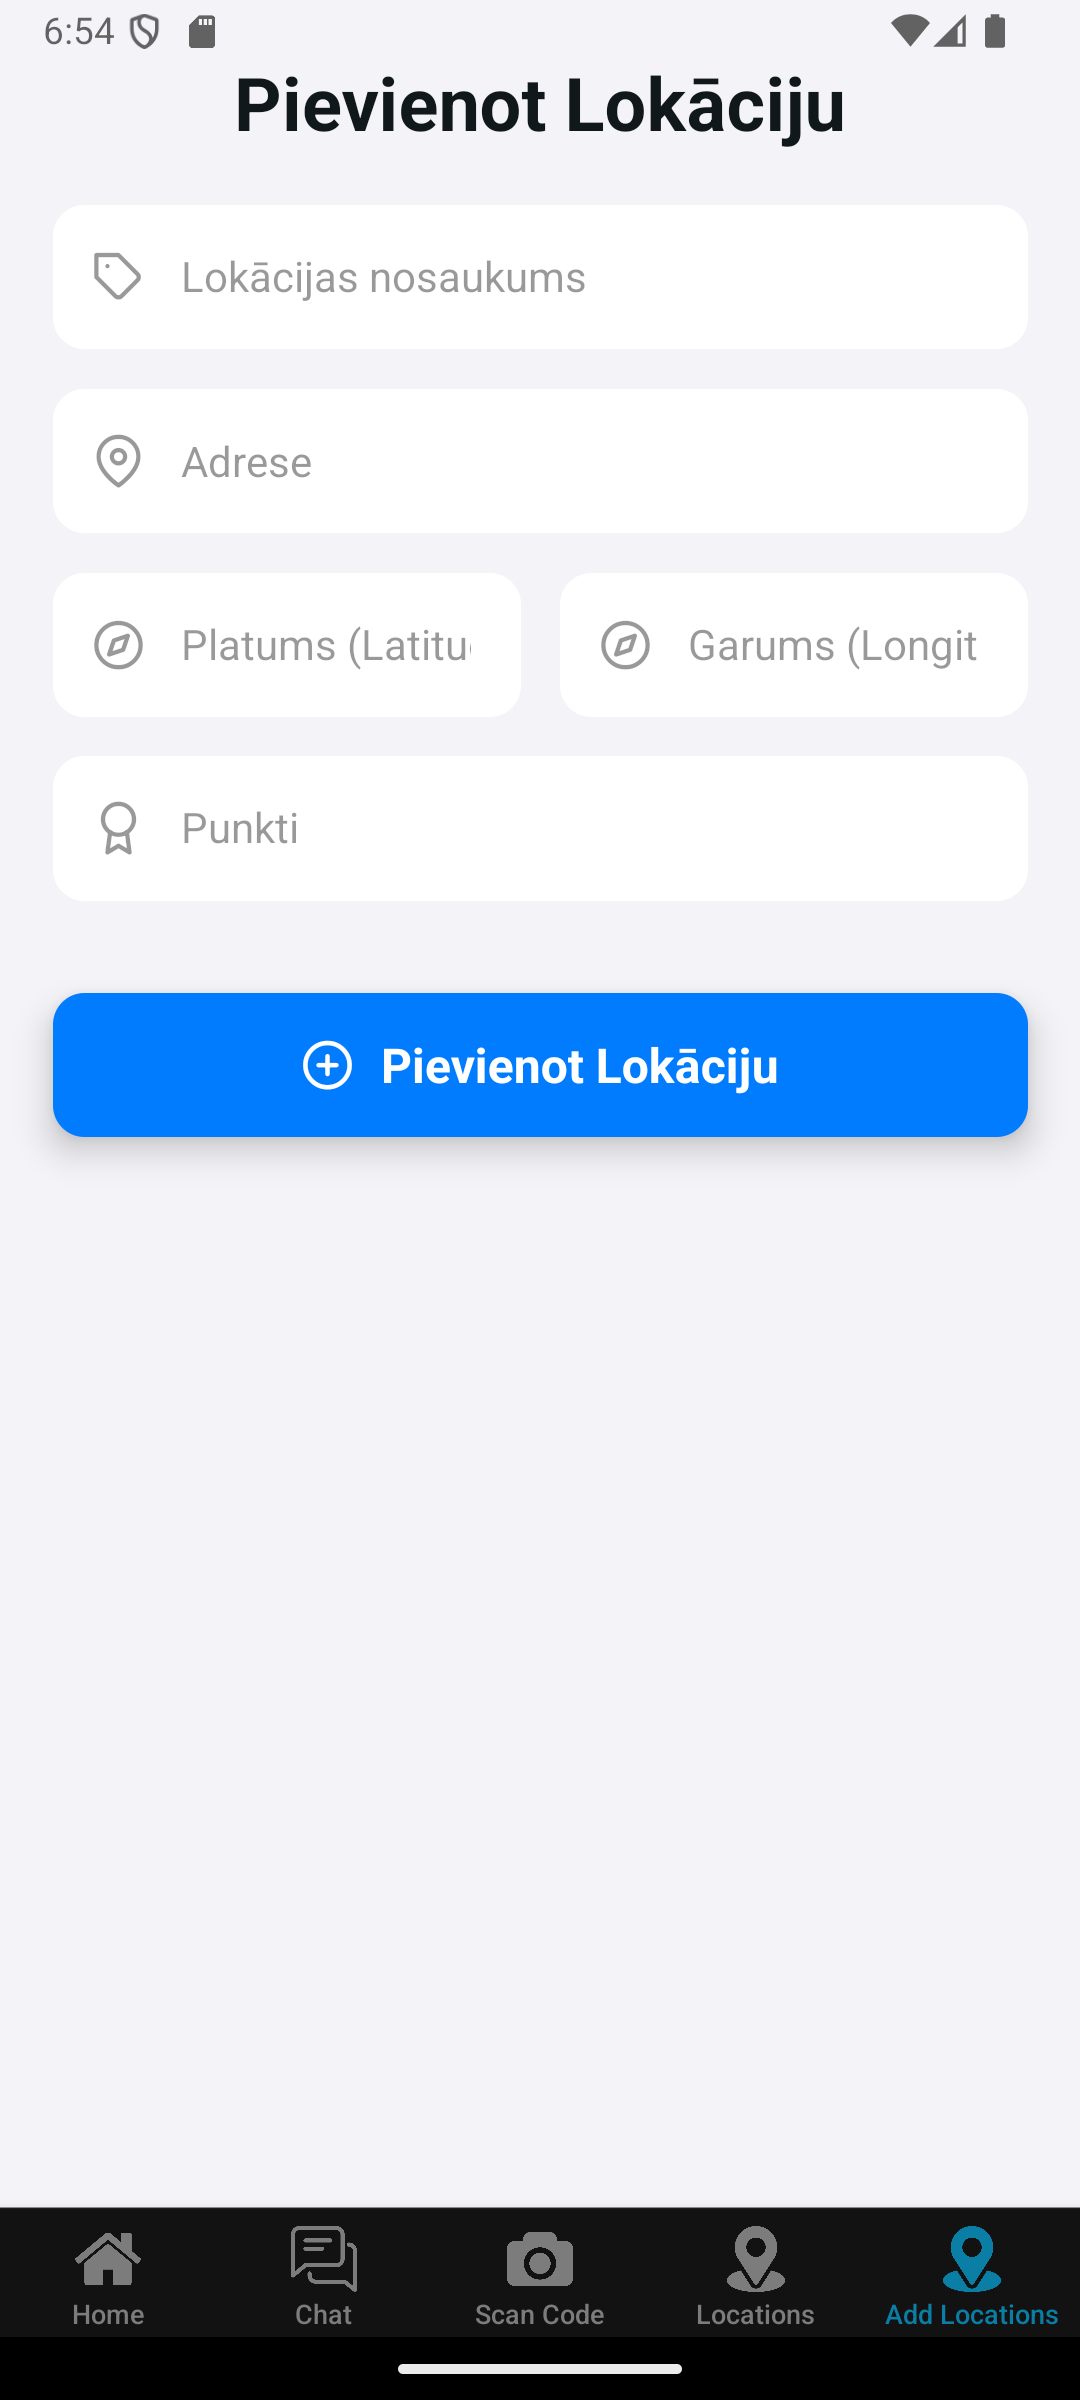 6:54
Pievienot Lokāciju
Lokācijas nosaukums
Adrese
Platums (Latitu
Garums (Longit
Punkti
Pievienot Lokāciju
Home
Chat
Scan Code
Locations
Add Locations